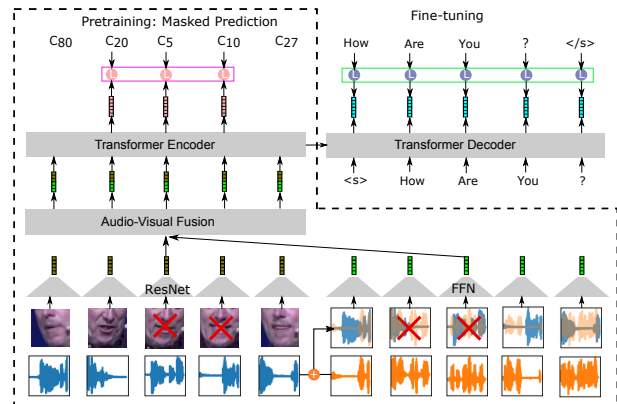 Pretraining: Masked Prediction
Fine-tuning
C80 C20 C5 C10 C27
How Are You ? </s>
L L L L L L L L
Transformer Encoder
Transformer Decoder
<s> How Are You ?
Audio-Visual Fusion
ResNet
FFN
+